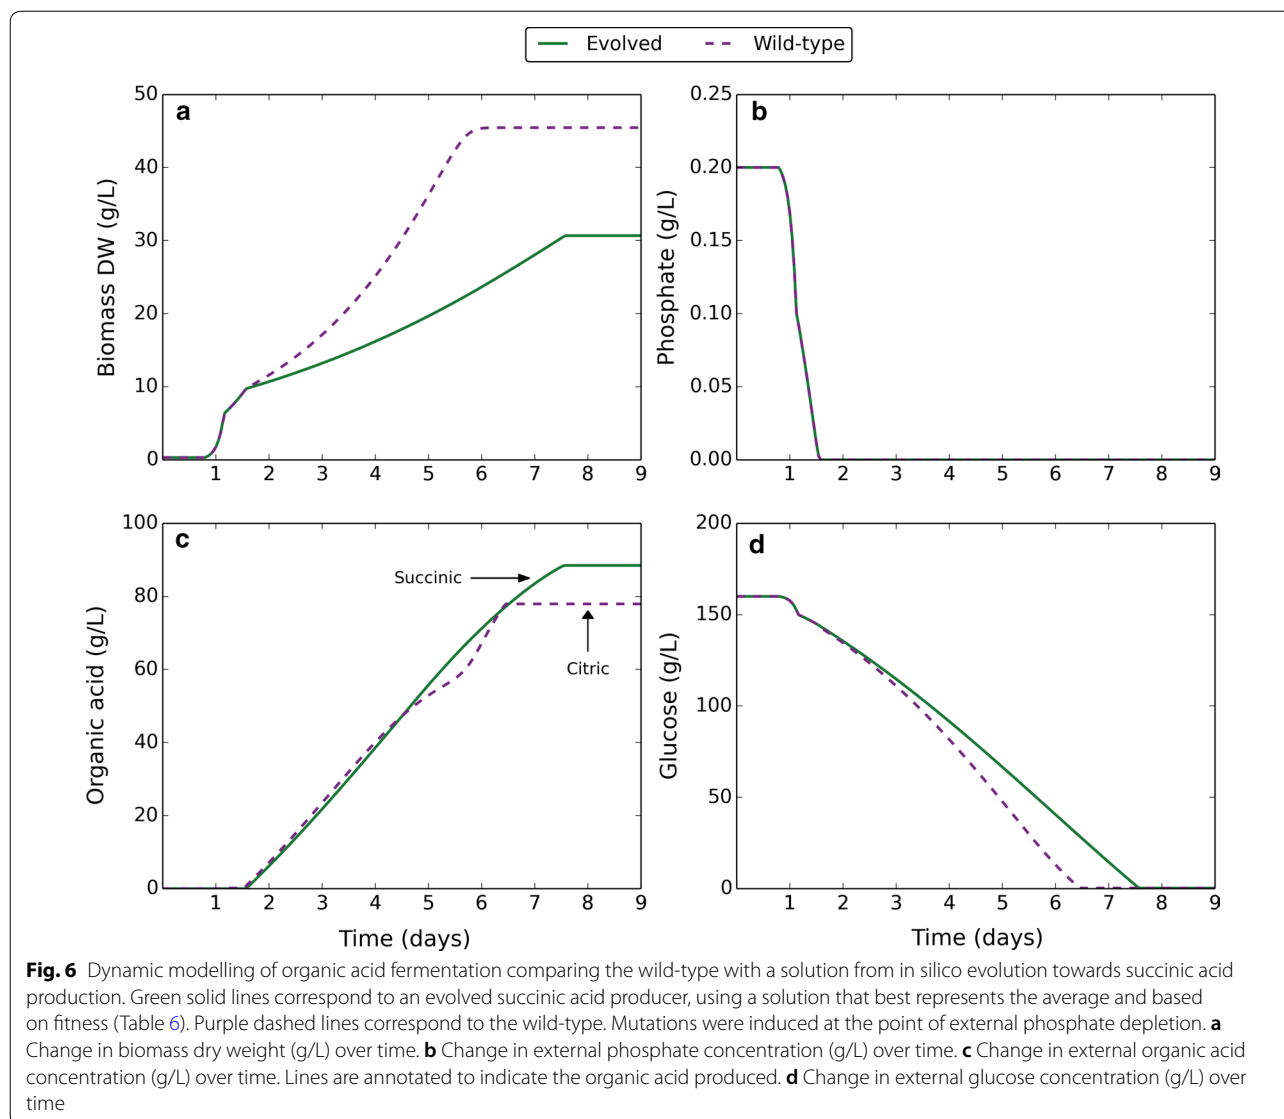 Evolved Wild-type
a
50
40
30
20
10
0
Biomass DW (g/L)
1 2 3 4 5 6 7 8 9
b
0.25
0.20
0.15
0.10
0.05
0.00
Phosphate (g/L)
1 2 3 4 5 6 7 8 9
c
100
80
60
40
20
0
Organic acid (g/L)
Succinic
Citric
1 2 3 4 5 6 7 8 9
Time (days)
d
200
150
100
50
0
Glucose (g/L)
1 2 3 4 5 6 7 8 9
Time (days)
Fig. 6 Dynamic modelling of organic acid fermentation comparing the wild-type with a solution from in silico evolution towards succinic acid
production. Green solid lines correspond to an evolved succinic acid producer, using a solution that best represents the average and based
on fitness (Table 6). Purple dashed lines correspond to the wild-type. Mutations were induced at the point of external phosphate depletion. a
Change in biomass dry weight (g/L) over time. b Change in external phosphate concentration (g/L) over time. c Change in external organic acid
concentration (g/L) over time. Lines are annotated to indicate the organic acid produced. d Change in external glucose concentration (g/L) over
time